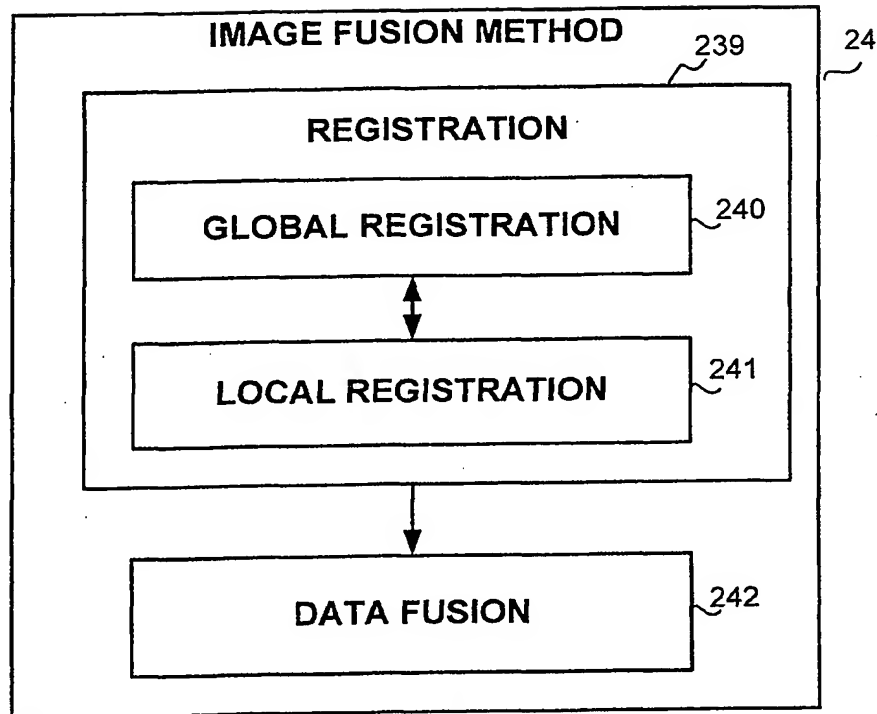 IMAGE FUSION METHOD
24
239
REGISTRATION
GLOBAL REGISTRATION
240
LOCAL REGISTRATION
241
DATA FUSION
242